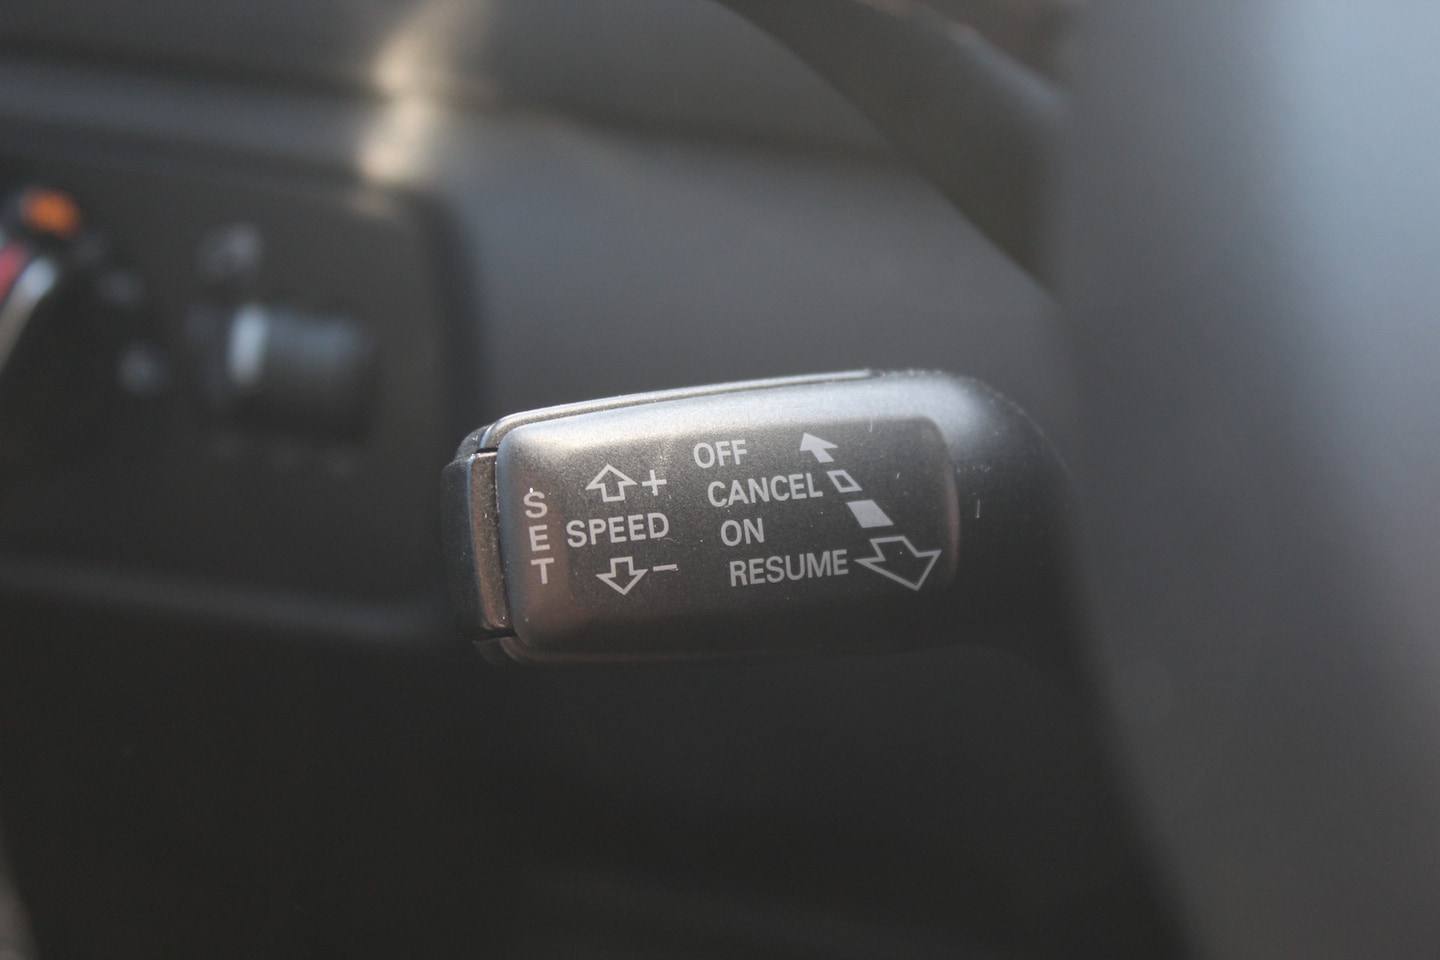 SET
+
SPEED
−
OFF
CANCEL
ON
RESUME